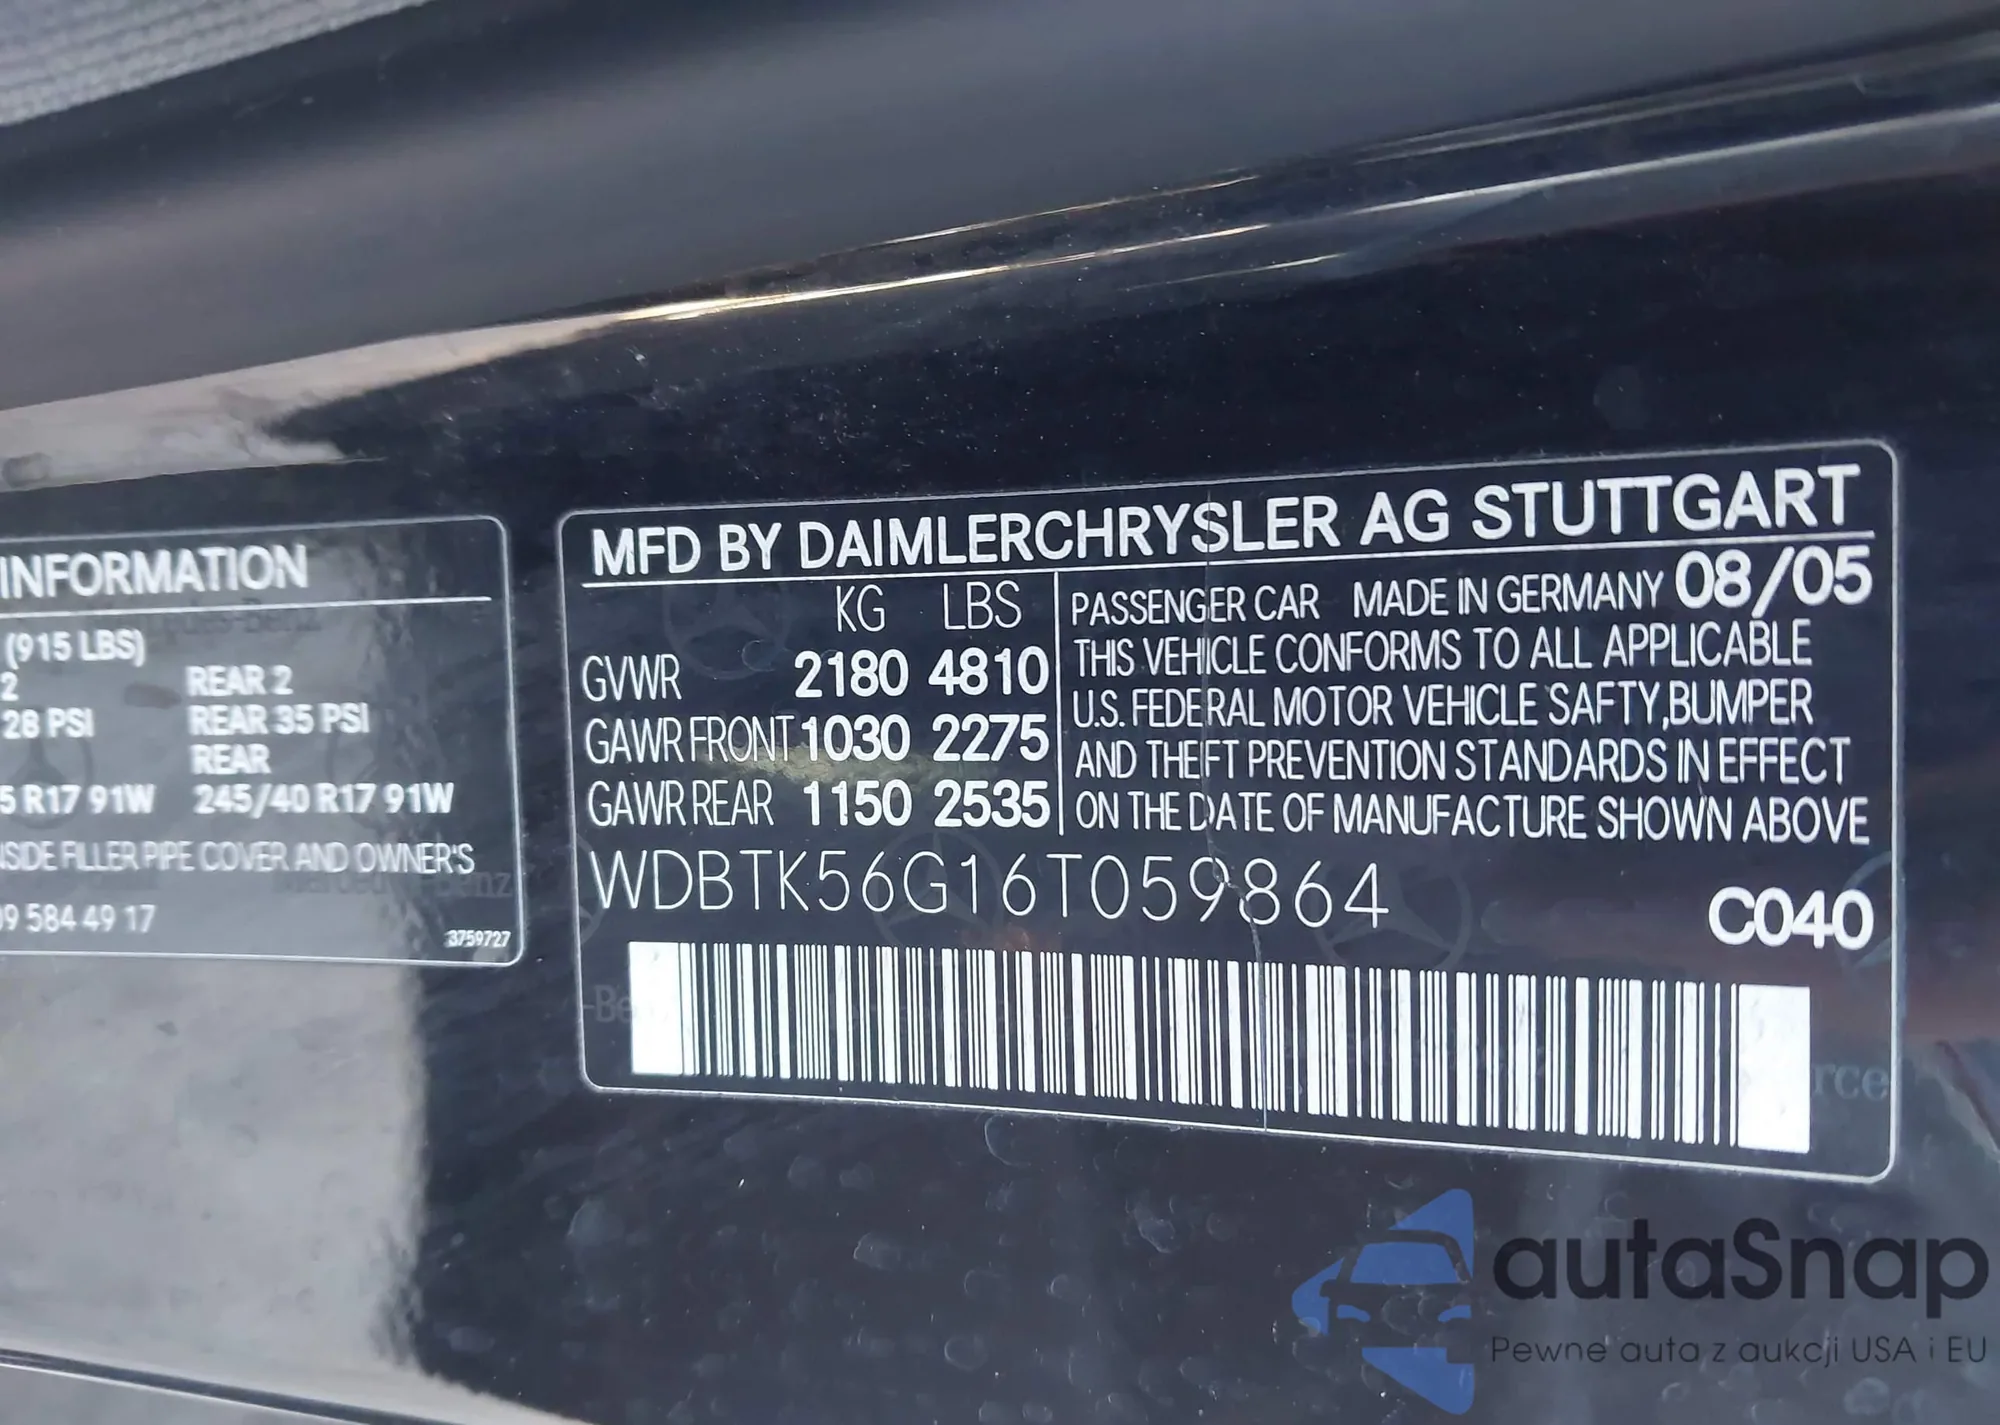 INFORMATION
(915 LBS)
2 REAR 2
28 PSI REAR 35 PSI
REAR
5 R17 91W 245/40 R17 91W
NSIDE FILLER PIPE COVER AND OWNER'S
09 584 49 17
3759727
MFD BY DAIMLERCHRYSLER AG STUTTGART
KG LBS
GVWR 2180 4810
GAWR FRONT 1030 2275
GAWR REAR 1150 2535
PASSENGER CAR MADE IN GERMANY 08/05
THIS VEHICLE CONFORMS TO ALL APPLICABLE
U.S. FEDERAL MOTOR VEHICLE SAFTY,BUMPER
AND THEFT PREVENTION STANDARDS IN EFFECT
ON THE DATE OF MANUFACTURE SHOWN ABOVE
WDBTK56G16T059864
C040
autaSnap
Pewne auta z aukcji USA i EU